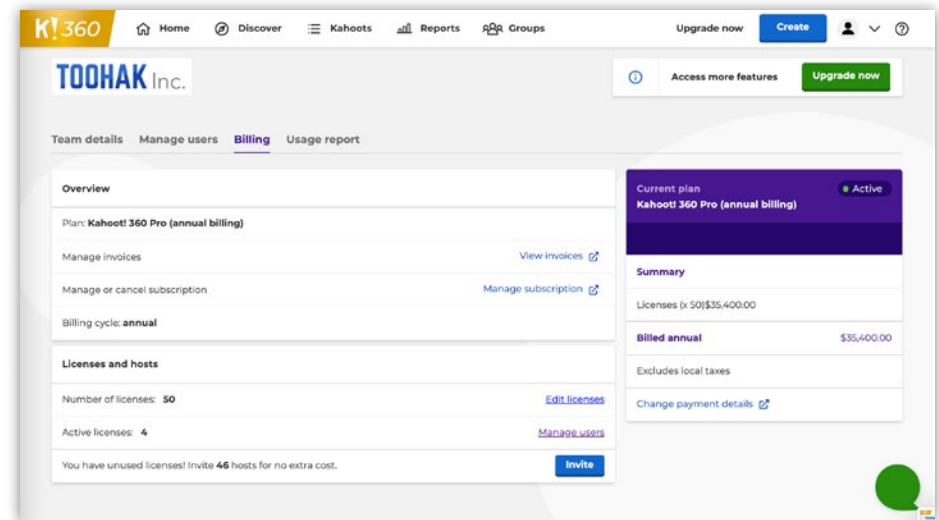 K! 360 Home Discover Kahoots Reports Groups Upgrade now Create
TOOHAK Inc.
Access more features Upgrade now
Team details Manage users Billing Usage report
Overview
Plan: Kahoot! 360 Pro (annual billing)
Manage invoices View invoices
Manage or cancel subscription Manage subscription
Billing cycle: annual
Licenses and hosts
Number of licenses: 50 Edit licenses
Active licenses: 4 Manage users
You have unused licenses! Invite 46 hosts for no extra cost. Invite
Current plan Active
Kahoot! 360 Pro (annual billing)
Summary
Licenses (x 50)$35,400.00
Billed annual $35,400.00
Excludes local taxes
Change payment details